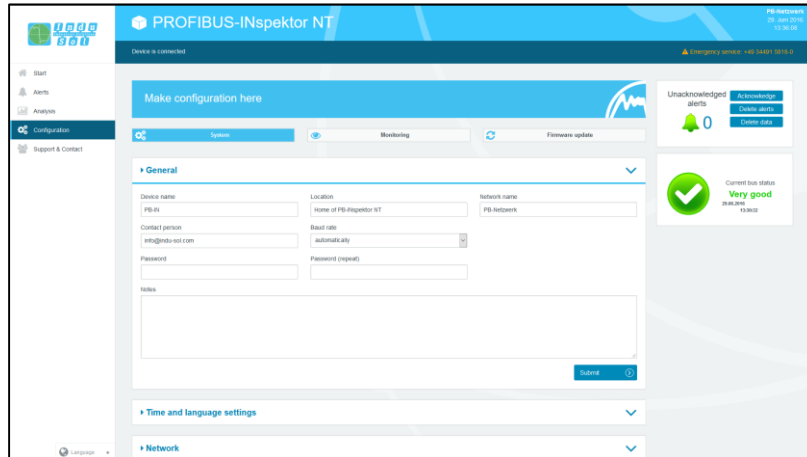 indu
Sol
PROFIBUS-INspektor NT
PB-Netzwerk
29. Juni 2016
13:36:08
Device is connected
Emergency service: +49 34491 5818-0
Start
Alerts
Analysis
Configuration
Support & Contact
Make configuration here
System
Monitoring
Firmware update
General
Device name
Location
Network name
PB-IN
Home of PB-INspektor NT
PB-Netzwerk
Contact person
Baud rate
info@indu-sol.com
automatically
Password
Password (repeat)
Notes
Submit
Time and language settings
Network
Unacknowledged
alerts
0
Acknowledge
Delete alerts
Delete data
Current bus status
Very good
Language